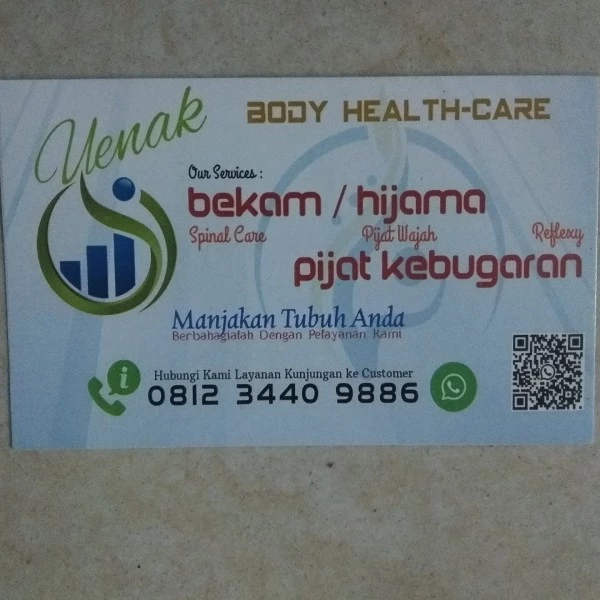 Uenak
BODY HEALTH-CARE
Our Services :
bekam / hijama
Spinal Care Pijat Wajah Reflexy
pijat kebugaran
Manjakan Tubuh Anda
Berbahagialah Dengan Pelayanan Kami
Hubungi Kami Layanan Kunjungan ke Customer
0812 3440 9886